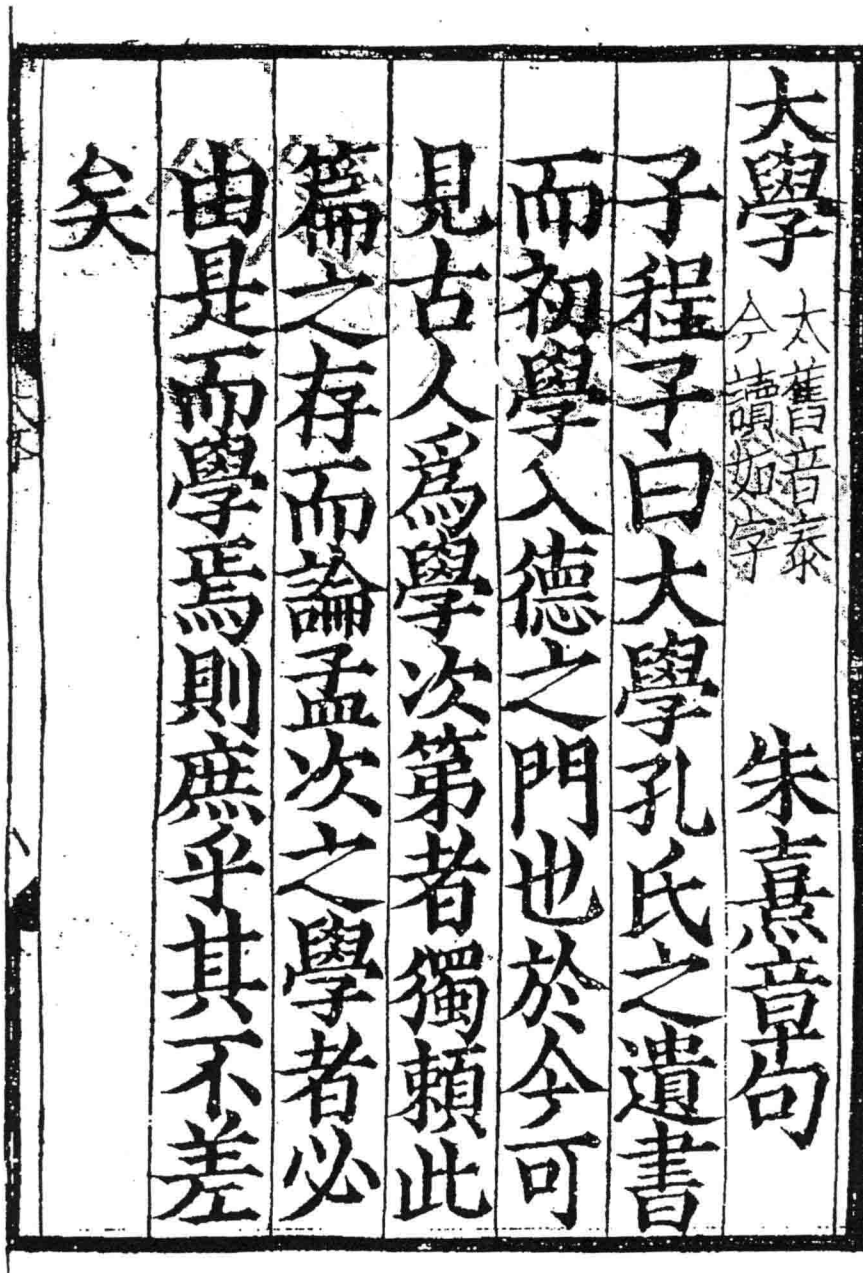 大學 太舊音泰今讀如字 朱熹章句
子程子曰大學孔氏之遺書
而初學入德之門也於今可
見古人爲學次第者獨賴此
篇之存而論孟次之學者必
由是而學焉則庶乎其不差
矣